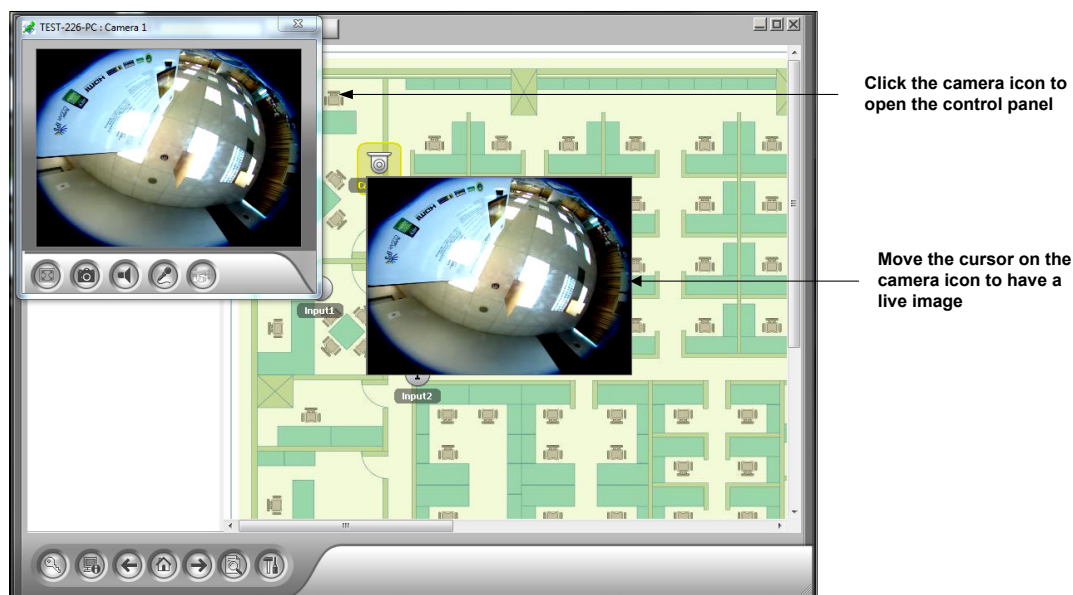 TEST-226-PC : Camera 1
Click the camera icon to
open the control panel
Move the cursor on the
camera icon to have a
live image
Input1
Input2